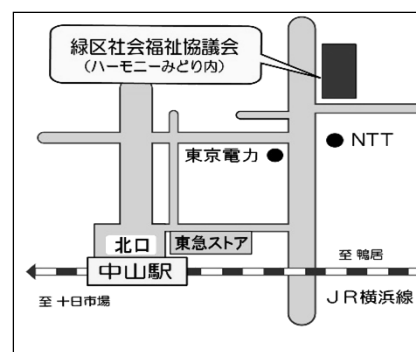 緑区社会福祉協議会
（ハーモニーみどり内）
NTT
東京電力
北口
東急ストア
中山駅
至 鴨居
至 十日市場
ＪＲ横浜線